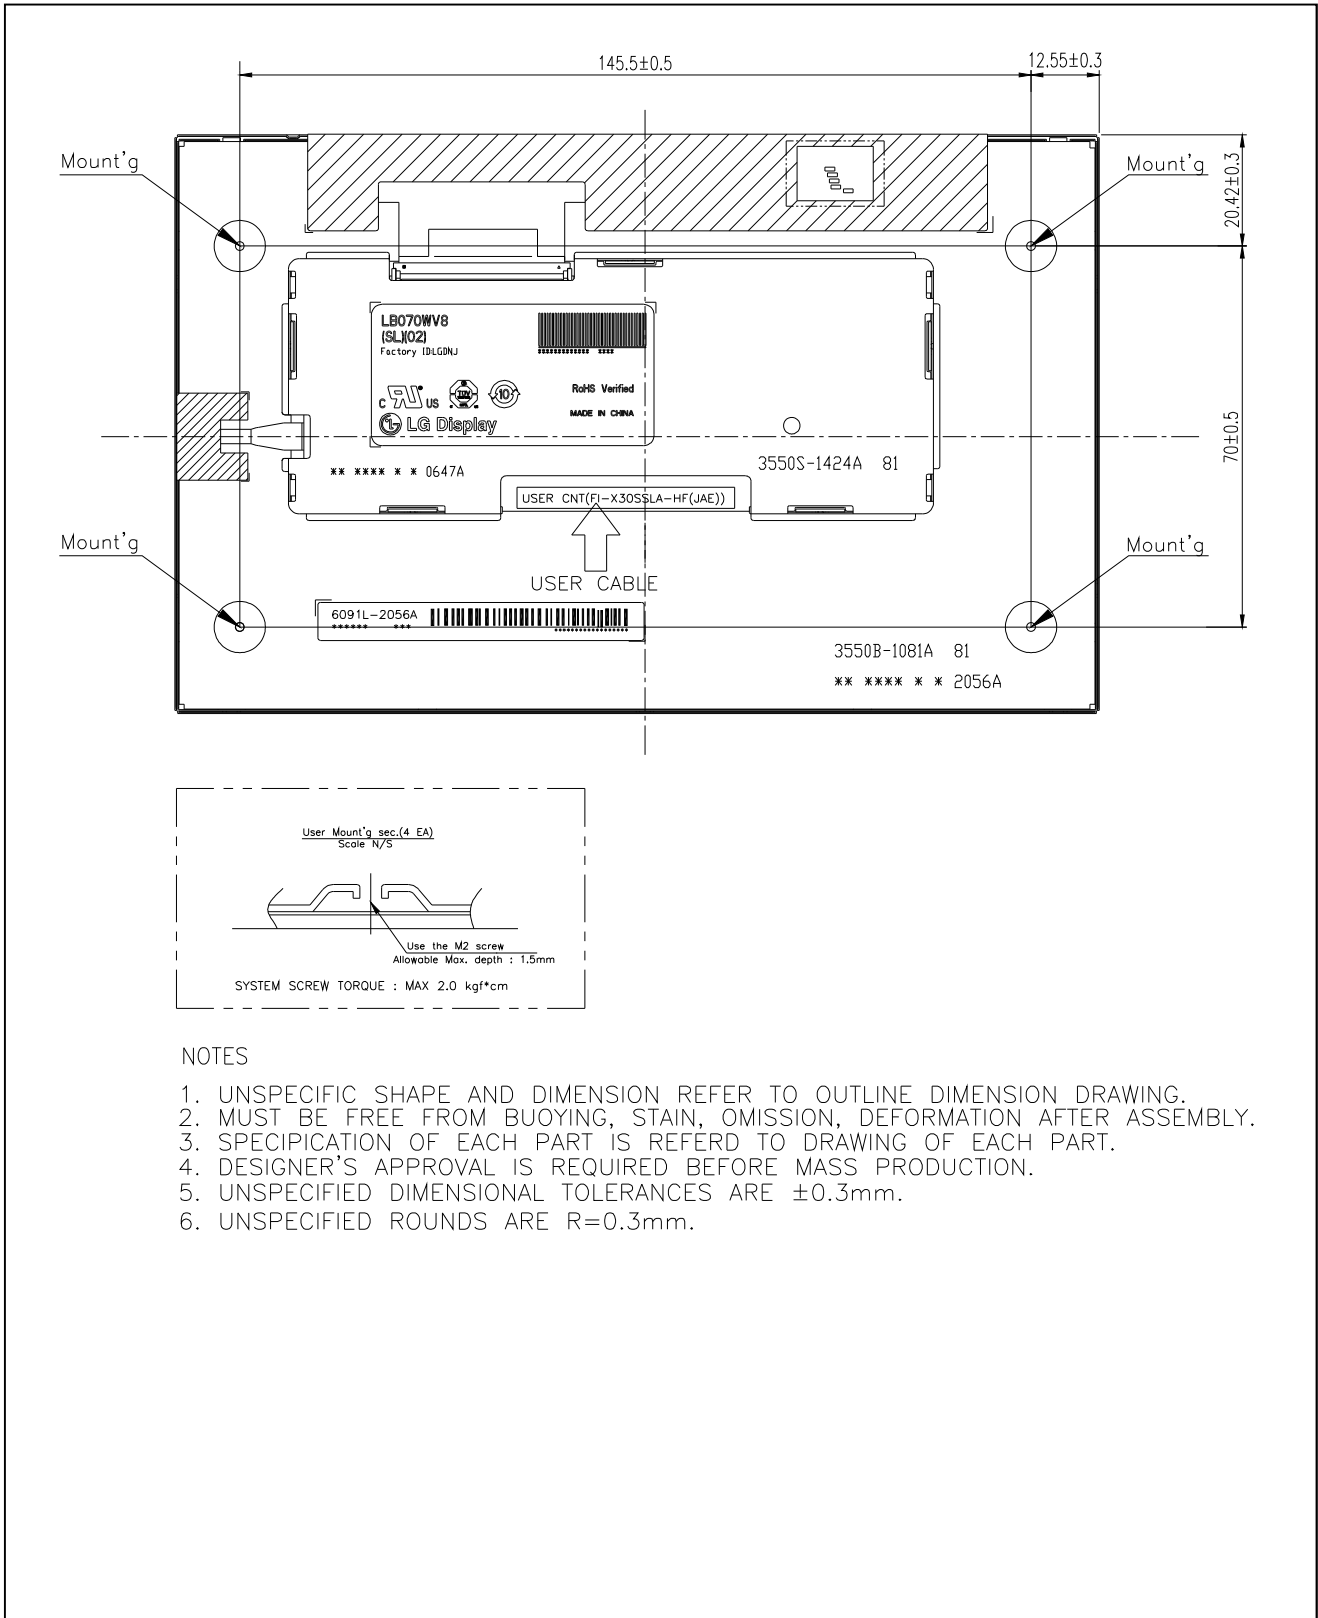 145.5±0.5
12.55±0.3
Mount'g
Mount'g
20.42±0.3
LB070WV8
(SL)(02)
Factory ID:LGDNJ
************* ****
C US
TUV
10
RoHS Verified
MADE IN CHINA
LG Display
70±0.5
3550S-1424A 81
** **** * * 0647A
USER CNT(FI-X30SSLA-HF(JAE))
Mount'g
Mount'g
USER CABLE
6091L-2056A
****** ***
3550B-1081A 81
** **** * * 2056A
User Mount'g sec.(4 EA)
Scale N/S
Use the M2 screw
Allowable Max. depth : 1.5mm
SYSTEM SCREW TORQUE : MAX 2.0 kgf*cm
NOTES
1. UNSPECIFIC SHAPE AND DIMENSION REFER TO OUTLINE DIMENSION DRAWING.
2. MUST BE FREE FROM BUOYING, STAIN, OMISSION, DEFORMATION AFTER ASSEMBLY.
3. SPECIPICATION OF EACH PART IS REFERD TO DRAWING OF EACH PART.
4. DESIGNER'S APPROVAL IS REQUIRED BEFORE MASS PRODUCTION.
5. UNSPECIFIED DIMENSIONAL TOLERANCES ARE ±0.3mm.
6. UNSPECIFIED ROUNDS ARE R=0.3mm.